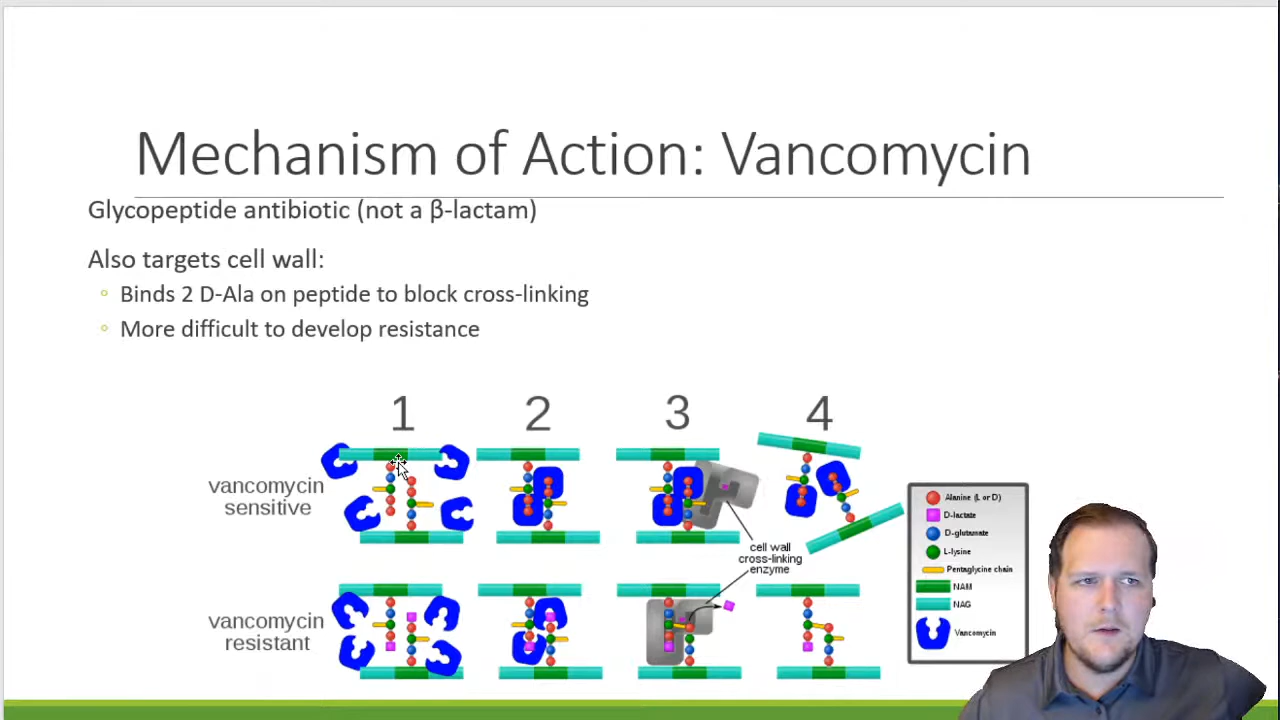 Mechanism of Action: Vancomycin
Glycopeptide antibiotic (not a β-lactam)
Also targets cell wall:
Binds 2 D-Ala on peptide to block cross-linking
More difficult to develop resistance
1 2 3 4
vancomycin
sensitive
cell wall
cross-linking
enzyme
vancomycin
resistant
Alanine (L or D)
D-lactate
D-glutamate
L-lysine
Pentaglycine chain
NAM
NAG
Vancomycin